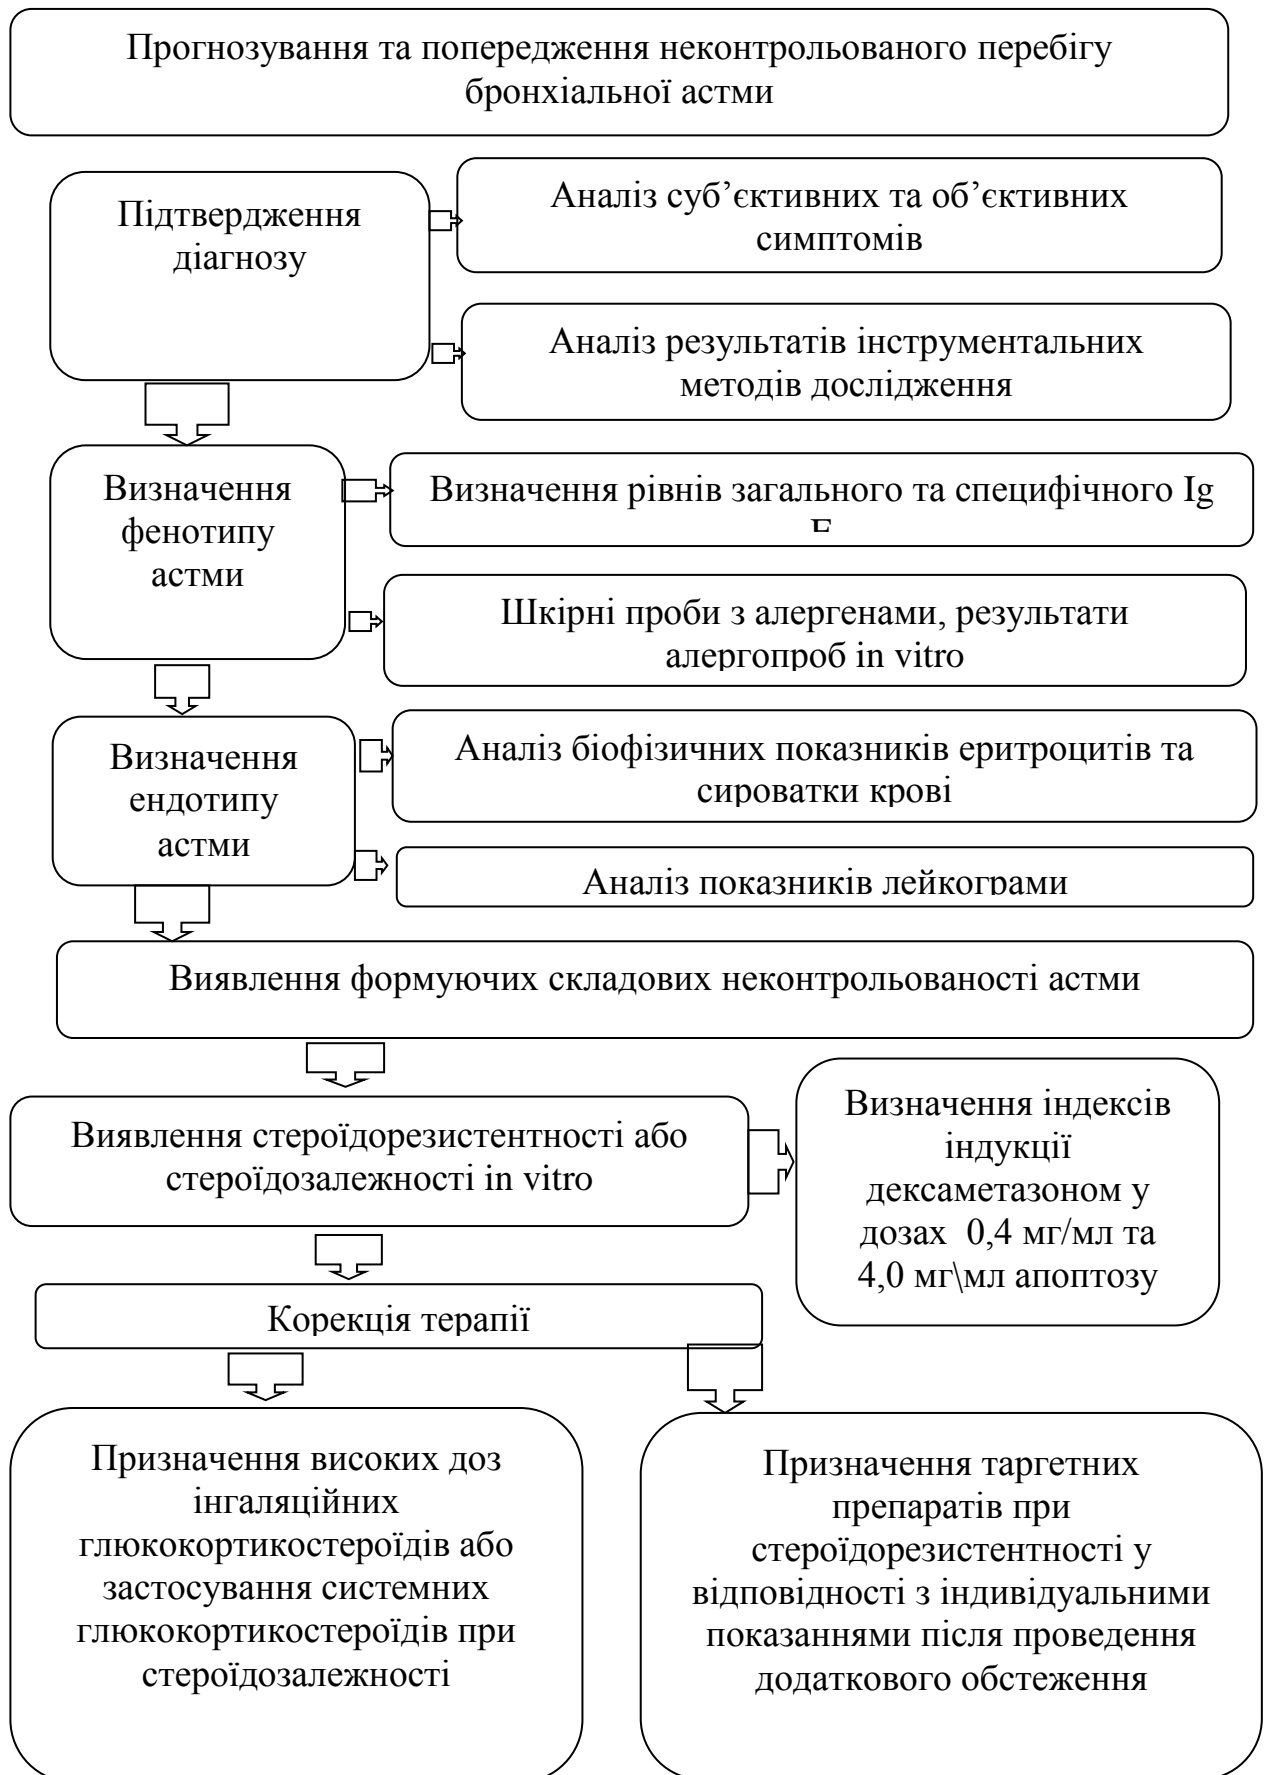 Прогнозування та попередження неконтрольованого перебігу
бронхіальної астми
Підтвердження
діагнозу
Аналіз суб’єктивних та об’єктивних
симптомів
Аналіз результатів інструментальних
методів дослідження
Визначення
фенотипу
астми
Визначення рівнів загального та специфічного Ig
Е
Шкірні проби з алергенами, результати
алергопроб in vitro
Визначення
ендотипу
астми
Аналіз біофізичних показників еритроцитів та
сироватки крові
Аналіз показників лейкограми
Виявлення формуючих складових неконтрольованості астми
Виявлення стероїдорезистентності або
стероїдозалежності in vitro
Визначення індексів
індукції
дексаметазоном у
дозах  0,4 мг/мл та
4,0 мг\мл апоптозу
Корекція терапії
Призначення високих доз
інгаляційних
глюкокортикостероїдів або
застосування системних
глюкокортикостероїдів при
стероїдозалежності
Призначення таргетних
препаратів при
стероїдорезистентності у
відповідності з індивідуальними
показаннями після проведення
додаткового обстеження